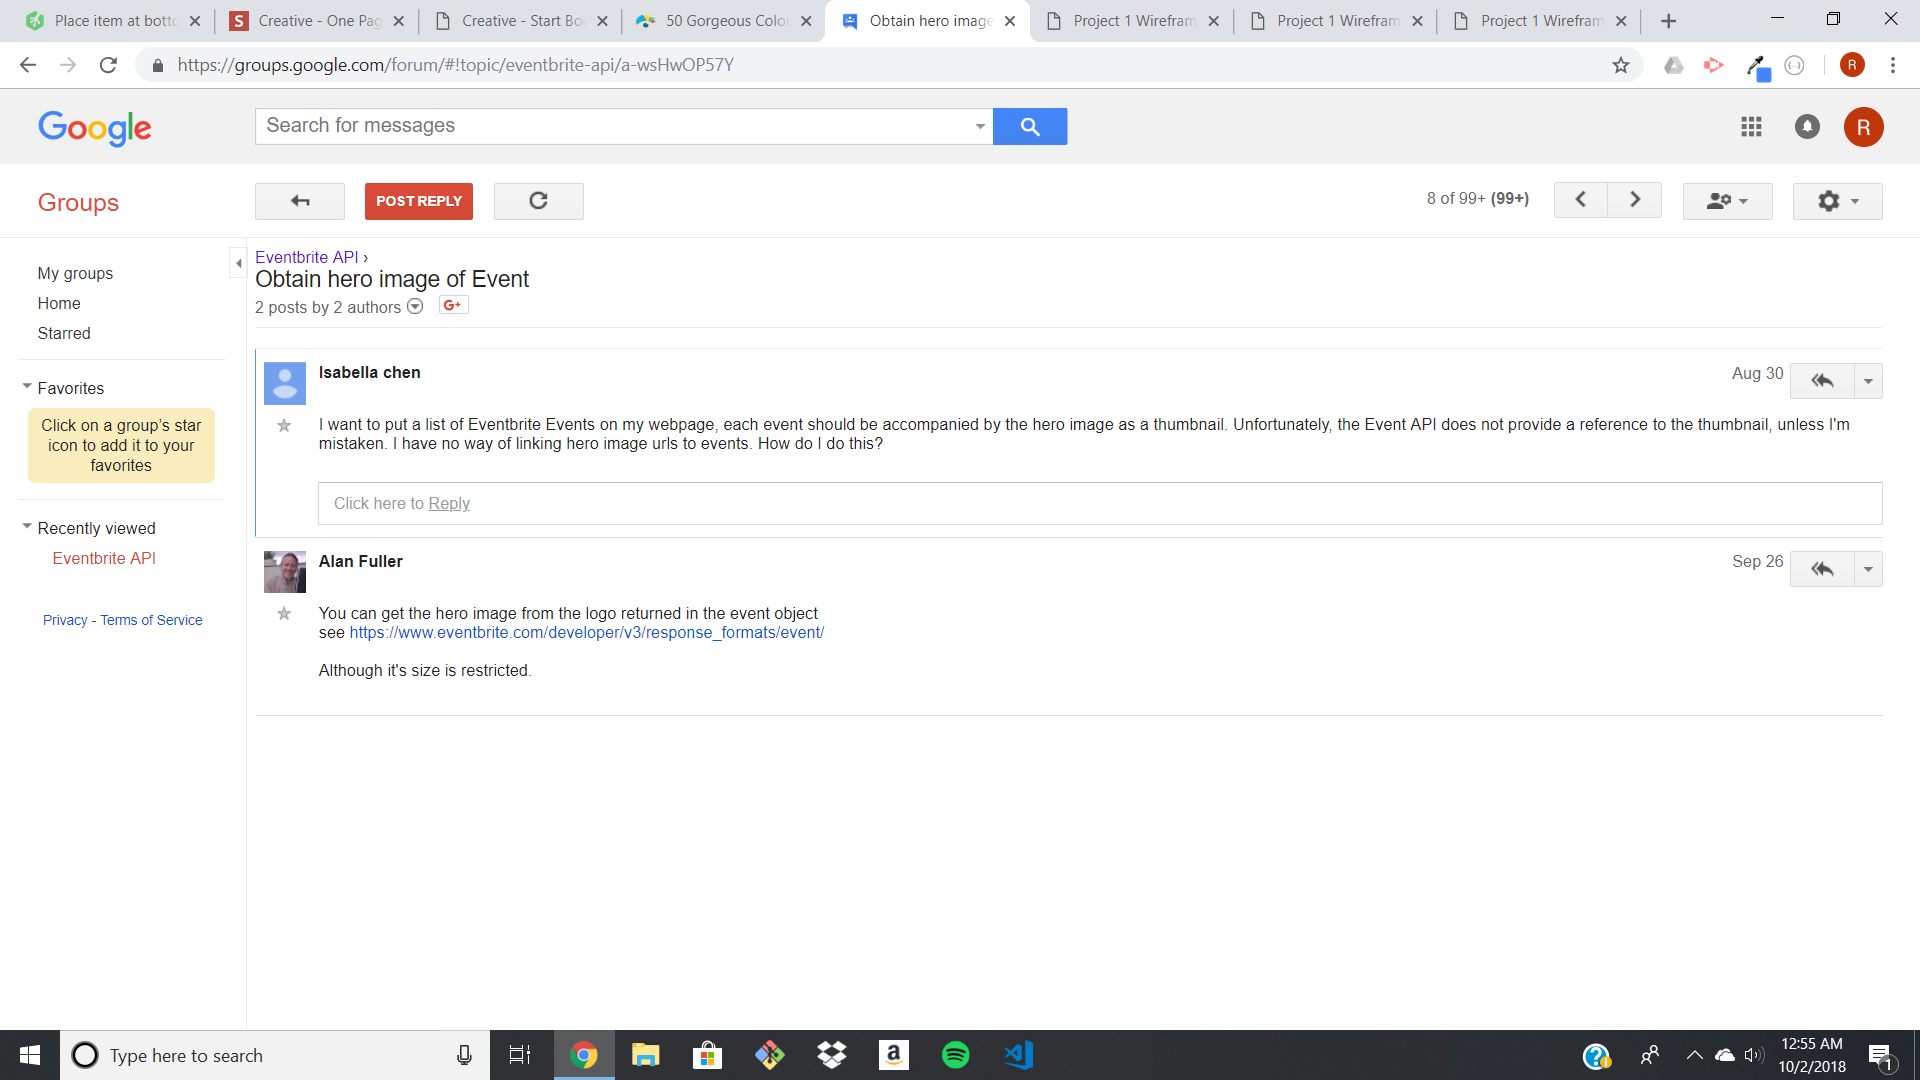 Place item at botto
Creative - One Pag
Creative - Start Boo
50 Gorgeous Color
Obtain hero image
Project 1 Wirefram
Project 1 Wirefram
Project 1 Wirefram
https://groups.google.com/forum/#!topic/eventbrite-api/a-wsHwOP57Y
R
Google
Search for messages
R
Groups
POST REPLY
8 of 99+ (99+)
My groups
Home
Starred
Favorites
Click on a group's star
icon to add it to your
favorites
Recently viewed
Eventbrite API
Privacy - Terms of Service
Eventbrite API ›
Obtain hero image of Event
2 posts by 2 authors
G+
Isabella chen
Aug 30
I want to put a list of Eventbrite Events on my webpage, each event should be accompanied by the hero image as a thumbnail. Unfortunately, the Event API does not provide a reference to the thumbnail, unless I'm
mistaken. I have no way of linking hero image urls to events. How do I do this?
Click here to Reply
Alan Fuller
Sep 26
You can get the hero image from the logo returned in the event object
see https://www.eventbrite.com/developer/v3/response_formats/event/
Although it's size is restricted.
Type here to search
12:55 AM
10/2/2018
1